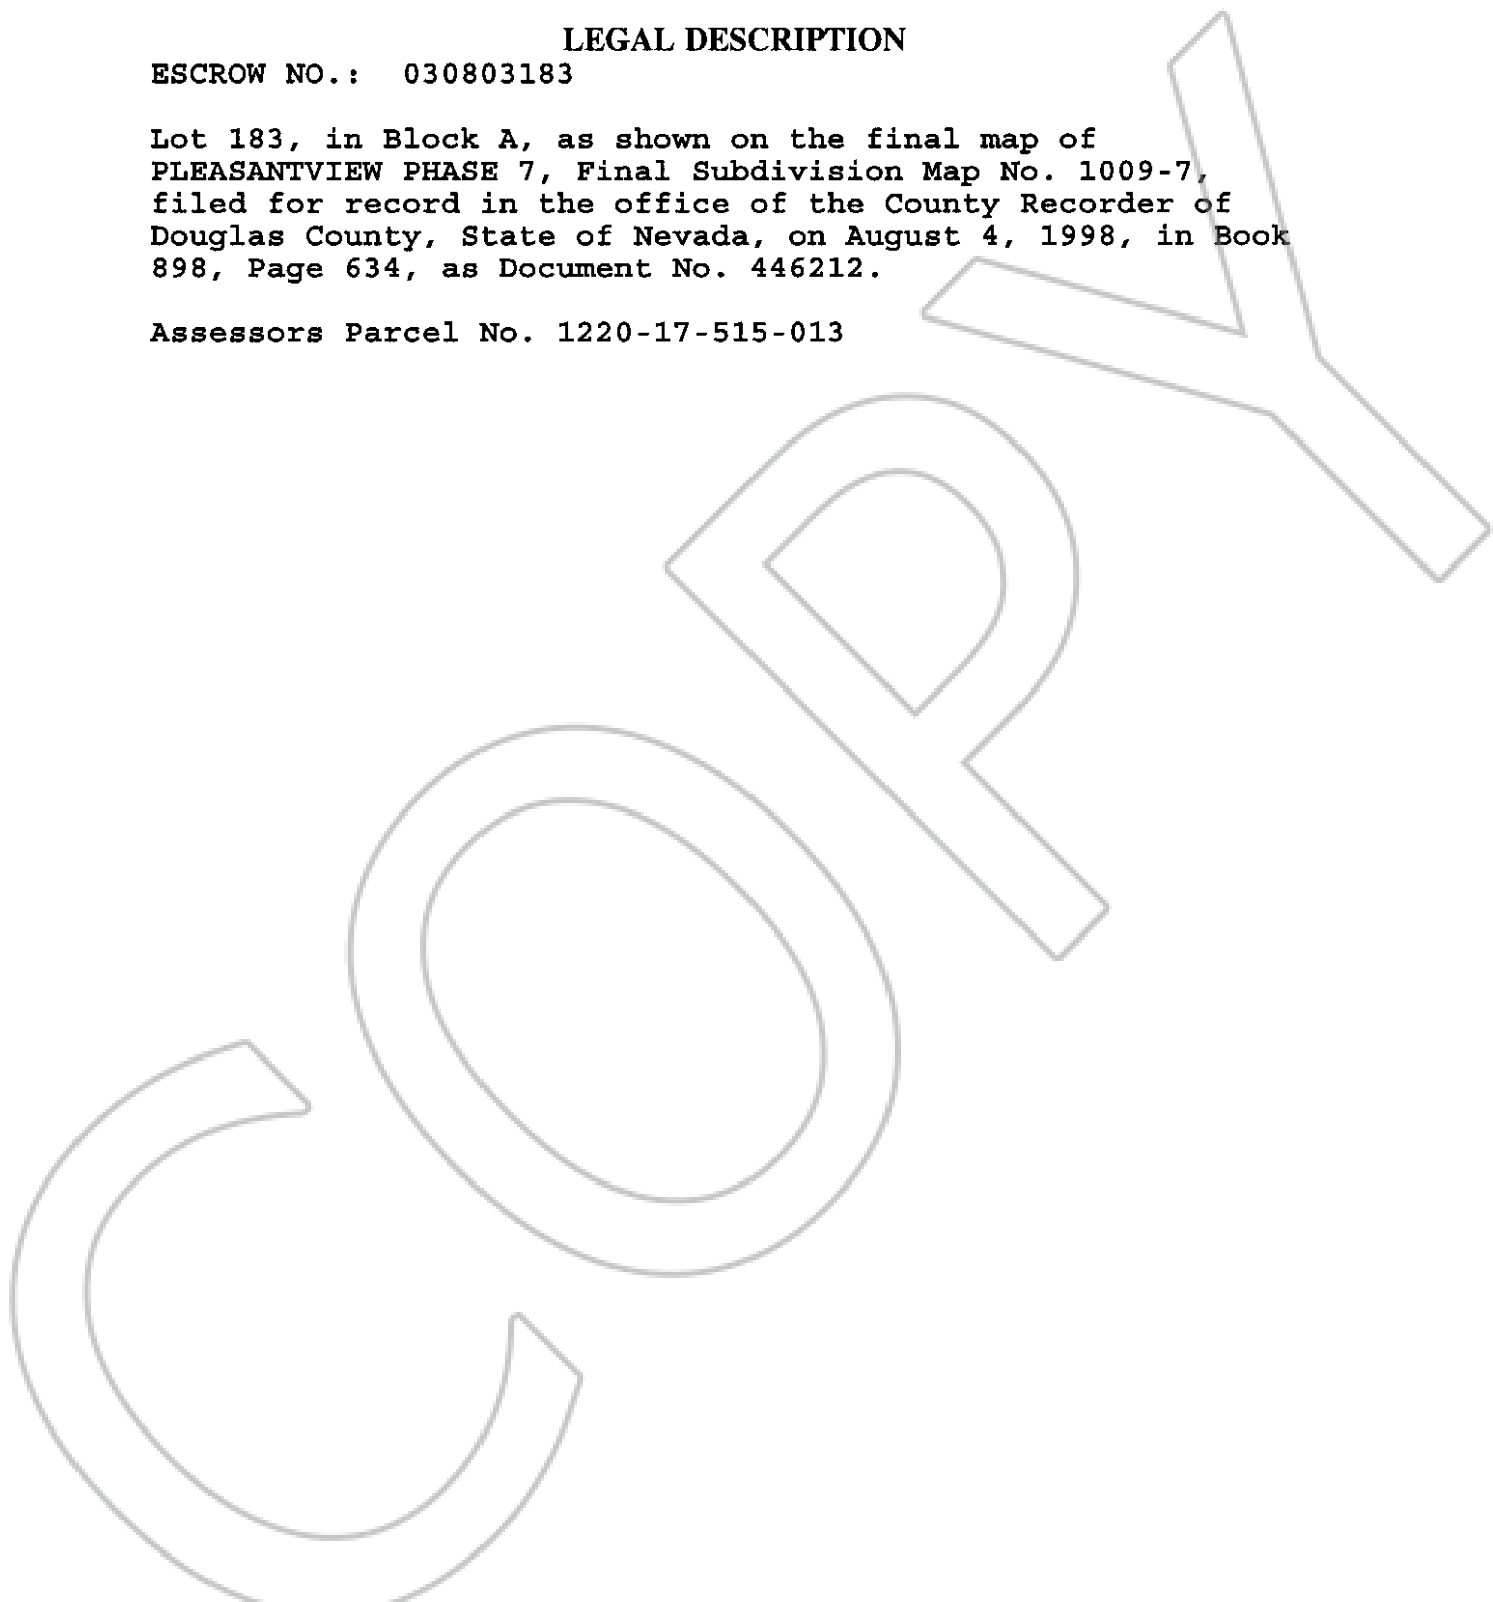 LEGAL DESCRIPTION
ESCROW NO.: 030803183
Lot 183, in Block A, as shown on the final map of
PLEASANTVIEW PHASE 7, Final Subdivision Map No. 1009-7,
filed for record in the office of the County Recorder of
Douglas County, State of Nevada, on August 4, 1998, in Book
898, Page 634, as Document No. 446212.
Assessors Parcel No. 1220-17-515-013
COPY